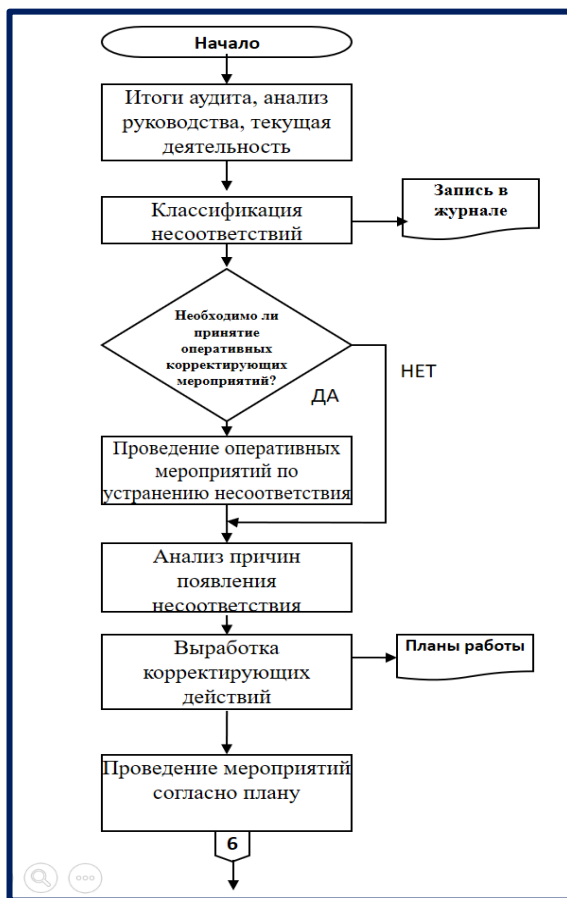 Начало
Итоги аудита, анализ
руководства, текущая
деятельность
Классификация
несоответствий
Запись в
журнале
Необходимо ли
принятие
оперативных
корректирующих
мероприятий?
НЕТ
ДА
Проведение оперативных
мероприятий по
устранению несоответствия
Анализ причин
появления
несоответствия
Выработка
корректирующих
действий
Планы работы
Проведение мероприятий
согласно плану
6